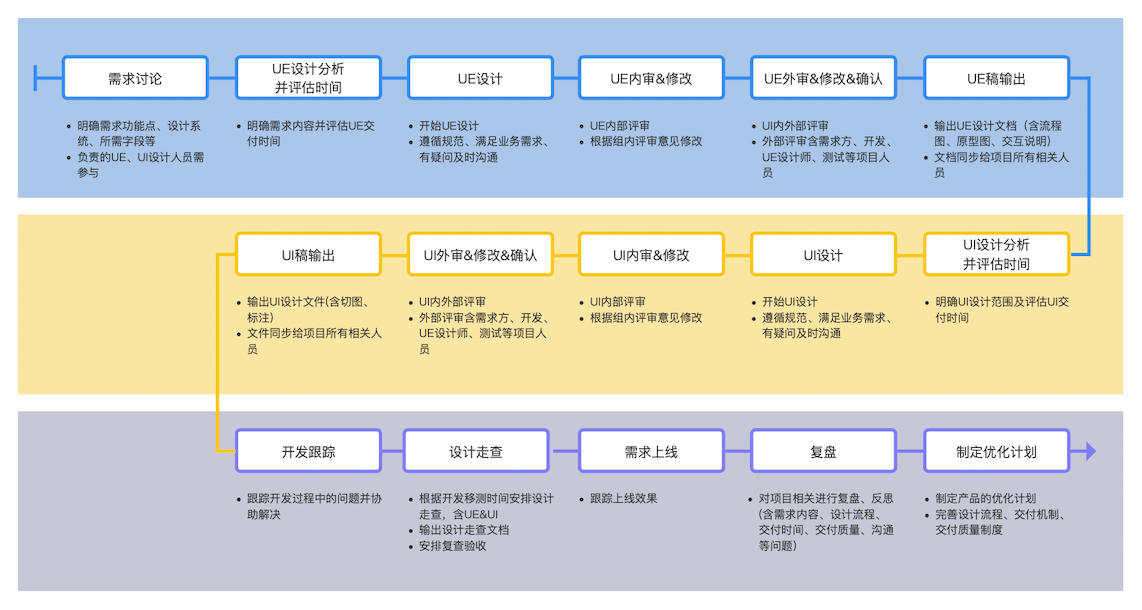 需求讨论
UE设计分析
并评估时间
UE设计
UE内审&修改
UE外审&修改&确认
UE稿输出
• 明确需求功能点、设计系
统、所需字段等
• 负责的UE、UI设计人员需
参与
• 明确需求内容并评估UE交
付时间
• 开始UE设计
• 遵循规范、满足业务需求、
有疑问及时沟通
• UE内部评审
• 根据组内评审意见修改
• UI内外部评审
• 外部评审含需求方、开发、
UE设计师、测试等项目人
员
• 输出UE设计文档（含流程
图、原型图、交互说明）
• 文档同步给项目所有相关人
员
UI稿输出
UI外审&修改&确认
UI内审&修改
UI设计
UI设计分析
并评估时间
• 输出UI设计文件(含切图、
标注）
• 文件同步给项目所有相关人
员
• UI内外部评审
• 外部评审含需求方、开发、
UE设计师、测试等项目人
员
• UI内部评审
• 根据组内评审意见修改
• 开始UI设计
• 遵循规范、满足业务需求、
有疑问及时沟通
• 明确UI设计范围及评估UI交
付时间
开发跟踪
设计走查
需求上线
复盘
制定优化计划
• 跟踪开发过程中的问题并协
助解决
• 根据开发移测时间安排设计
走查，含UE&UI
• 输出设计走查文档
• 安排复查验收
• 跟踪上线效果
• 对项目相关进行复盘、反思
(含需求内容、设计流程、
交付时间、交付质量、沟通
等问题）
• 制定产品的优化计划
• 完善设计流程、交付机制、
交付质量制度